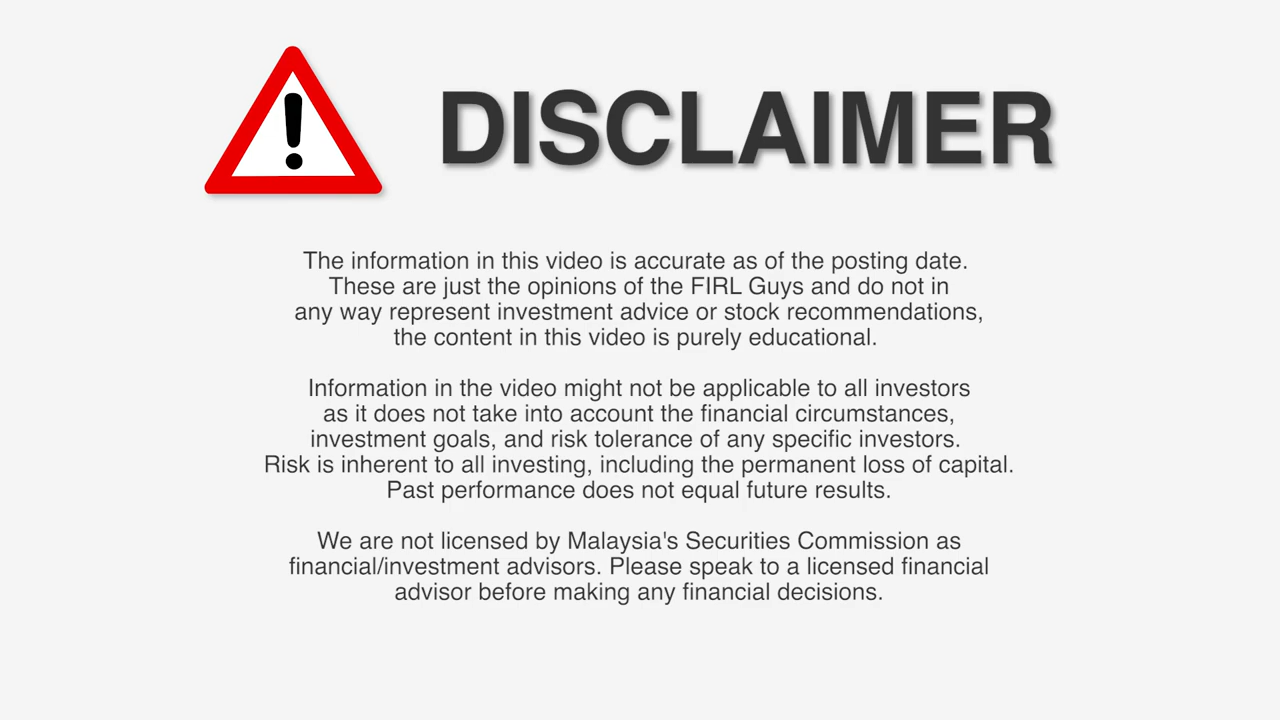 DISCLAIMER
The information in this video is accurate as of the posting date.
These are just the opinions of the FIRL Guys and do not in
any way represent investment advice or stock recommendations,
the content in this video is purely educational.
Information in the video might not be applicable to all investors
as it does not take into account the financial circumstances,
investment goals, and risk tolerance of any specific investors.
Risk is inherent to all investing, including the permanent loss of capital.
Past performance does not equal future results.
We are not licensed by Malaysia's Securities Commission as
financial/investment advisors. Please speak to a licensed financial
advisor before making any financial decisions.